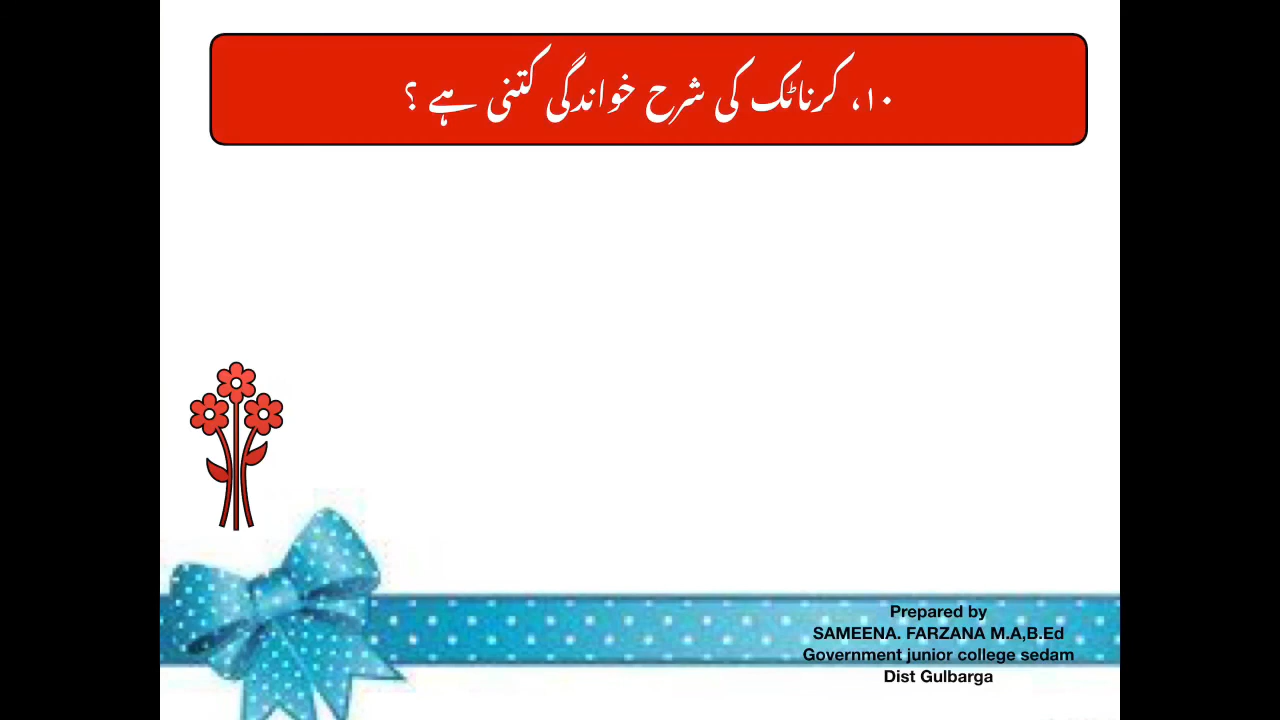 ۱۰، کرناٹک کی شرح خواندگی کتنی ہے ؟
Prepared by
SAMEENA. FARZANA M.A,B.Ed
Government junior college sedam
Dist Gulbarga